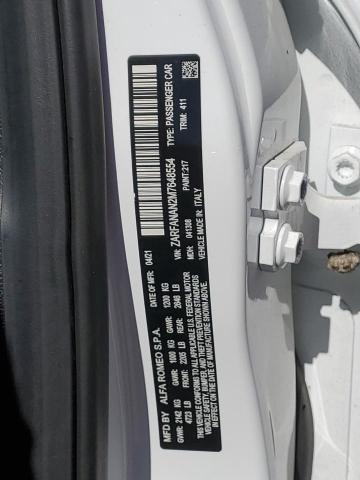 MFD BY ALFA ROMEO S.P.A. DATE OF MFR: 04/21
GVWR: 2142 KG GAWR: 1000 KG GAWR: 1200 KG
4723 LB FRONT: 2205 LB REAR: 2646 LB
THIS VEHICLE CONFORMS TO ALL APPLICABLE U.S. FEDERAL MOTOR
VEHICLE SAFETY, BUMPER, AND THEFT PREVENTION STANDARDS
IN EFFECT ON THE DATE OF MANUFACTURE SHOWN ABOVE
VIN: ZARFANAN2M7648554 TYPE: PASSENGER CAR
MDH: 041308 PAINT: 217 TRIM: 411
VEHICLE MADE IN: ITALY